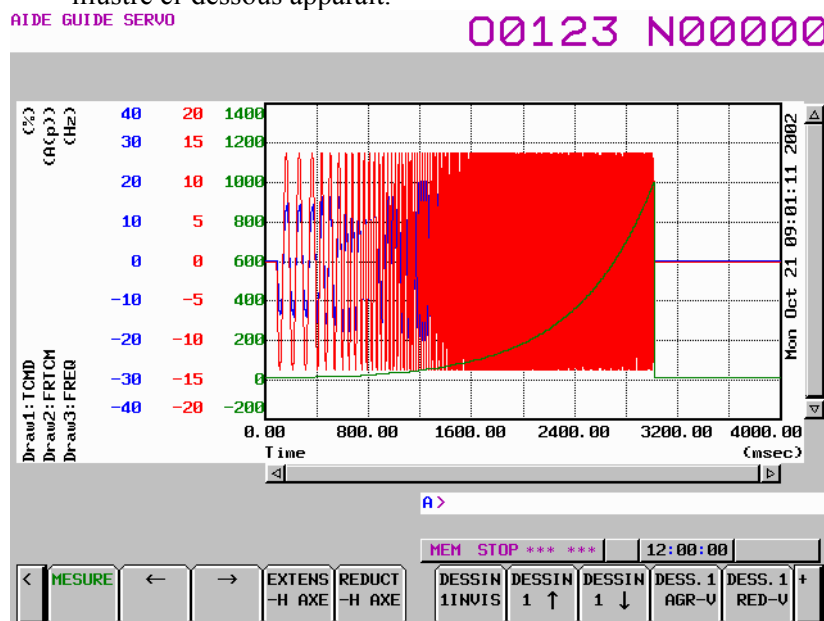 illustré ci-dessous apparaît.
AIDE GUIDE SERVO
O0123 N00000
(%)
(A(p))
(Hz)
40 20 1400
30 15 1200
20 10 1000
10 5 800
0 0 600
-10 -5 400
-20 -10 200
-30 -15 0
-40 -20 -200
Draw1:TCMD
Draw2:FRTCM
Draw3:FREQ
Mon Oct 21 09:01:11 2002
0.00 800.00 1600.00 2400.00 3200.00 4000.00
Time (msec)
A>
MEM STOP *** *** 12:00:00
< MESURE ← → EXTENS -H AXE REDUCT -H AXE DESSIN 1INVIS DESSIN 1 ↑ DESSIN 1 ↓ DESS.1 AGR-V DESS.1 RED-V +